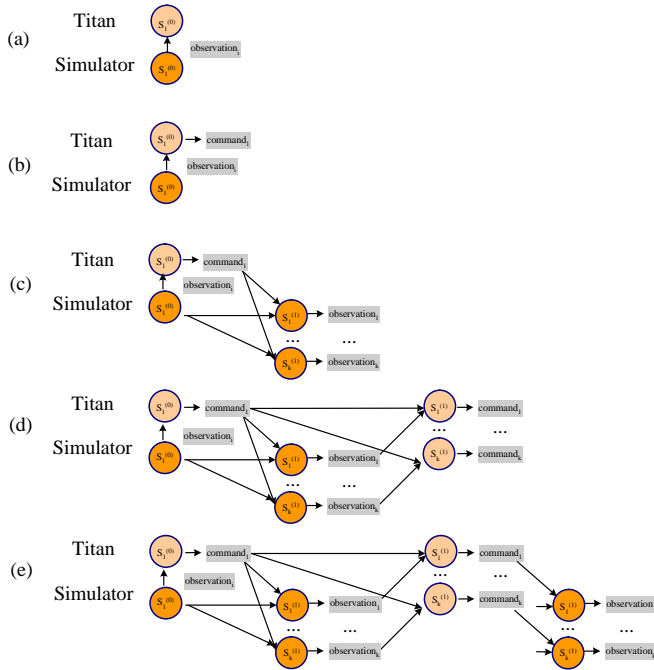 (a)
Titan
Simulator
S₁⁽⁰⁾
observation₁
S₁⁽⁰⁾
(b)
Titan
Simulator
S₁⁽⁰⁾
command₁
observation₁
S₁⁽⁰⁾
(c)
Titan
Simulator
S₁⁽⁰⁾
command₁
observation₁
S₁⁽⁰⁾
S₁⁽¹⁾
observation₁
... ...
Sₖ⁽¹⁾
observationₖ
(d)
Titan
Simulator
S₁⁽⁰⁾
command₁
S₁⁽¹⁾
command₁
observation₁
... ...
S₁⁽⁰⁾
S₁⁽¹⁾
observation₁
Sₖ⁽¹⁾
commandₖ
... ...
Sₖ⁽¹⁾
observationₖ
(e)
Titan
Simulator
S₁⁽⁰⁾
command₁
S₁⁽¹⁾
command₁
observation₁
... ...
S₁⁽⁰⁾
S₁⁽¹⁾
observation₁
Sₖ⁽¹⁾
commandₖ
S₁⁽¹⁾
observation
... ...
... ...
Sₖ⁽¹⁾
observationₖ
Sₖ⁽¹⁾
observation₁